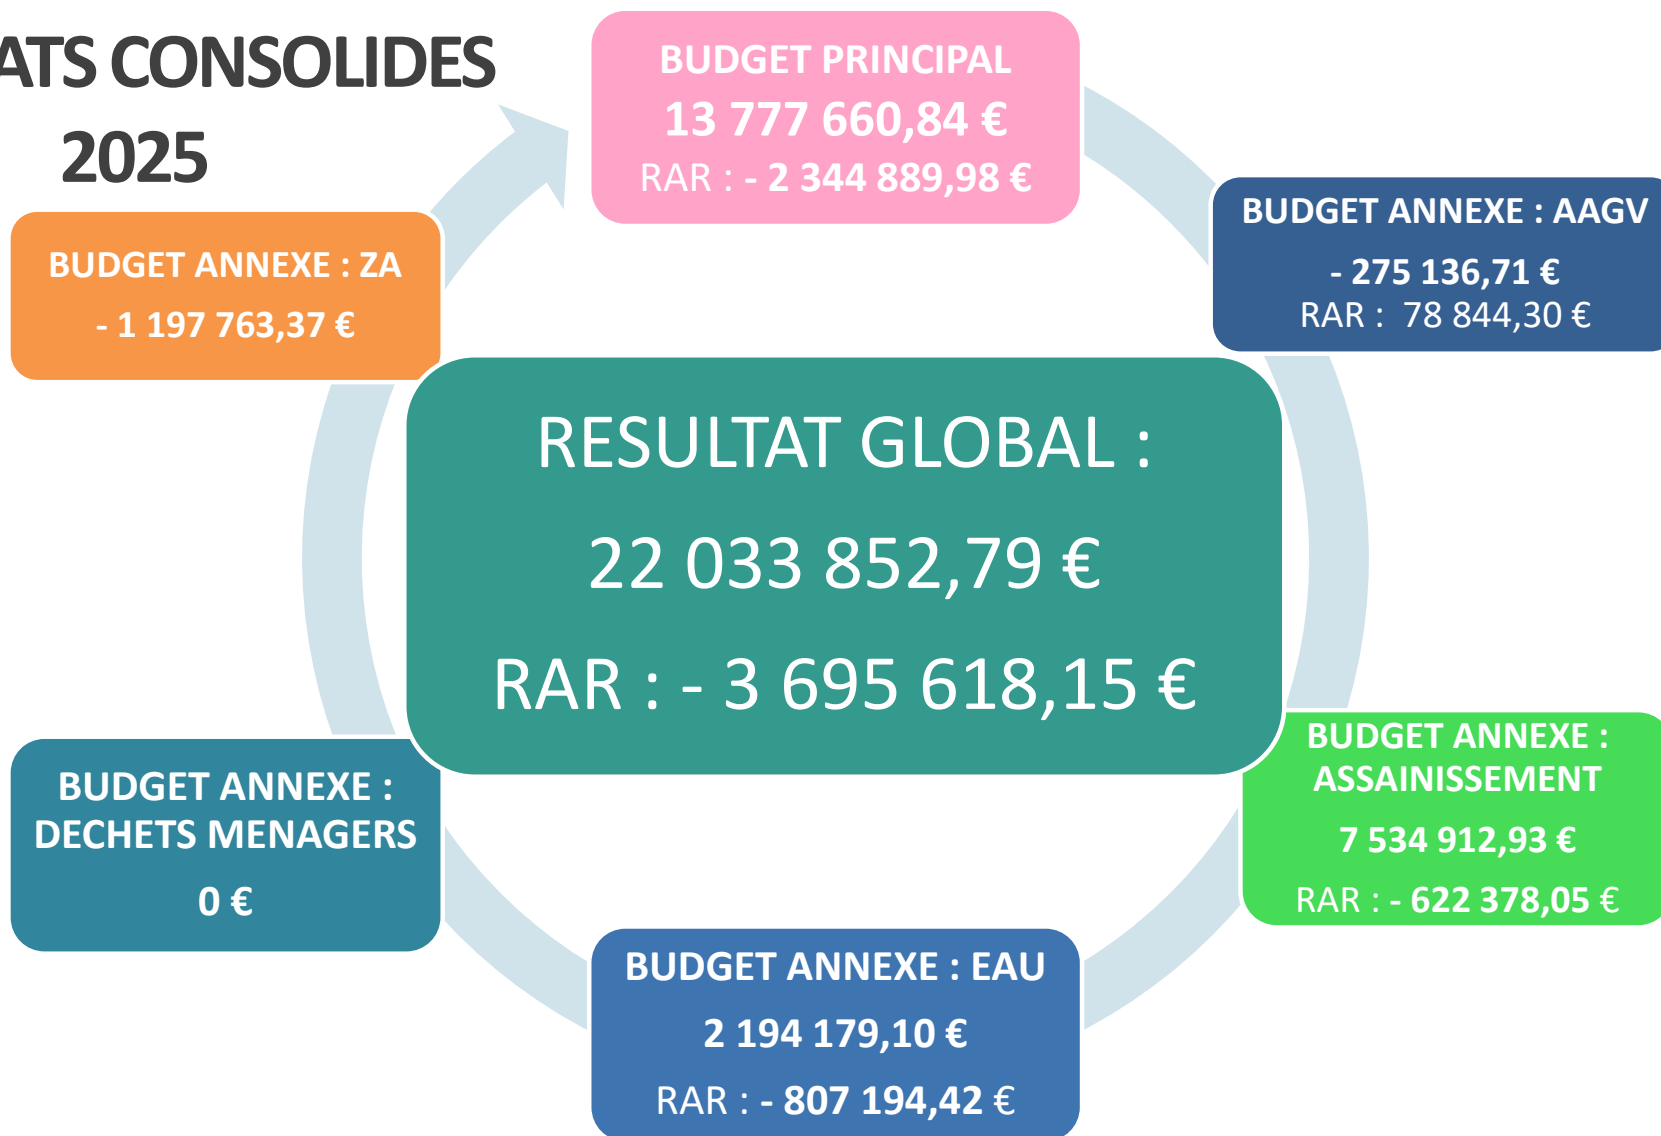 ATS CONSOLIDES
2025
BUDGET PRINCIPAL
13 777 660,84 €
RAR : - 2 344 889,98 €
BUDGET ANNEXE : AAGV
- 275 136,71 €
RAR : 78 844,30 €
BUDGET ANNEXE : ZA
- 1 197 763,37 €
RESULTAT GLOBAL :
22 033 852,79 €
RAR : - 3 695 618,15 €
BUDGET ANNEXE :
ASSAINISSEMENT
7 534 912,93 €
RAR : - 622 378,05 €
BUDGET ANNEXE :
DECHETS MENAGERS
0 €
BUDGET ANNEXE : EAU
2 194 179,10 €
RAR : - 807 194,42 €